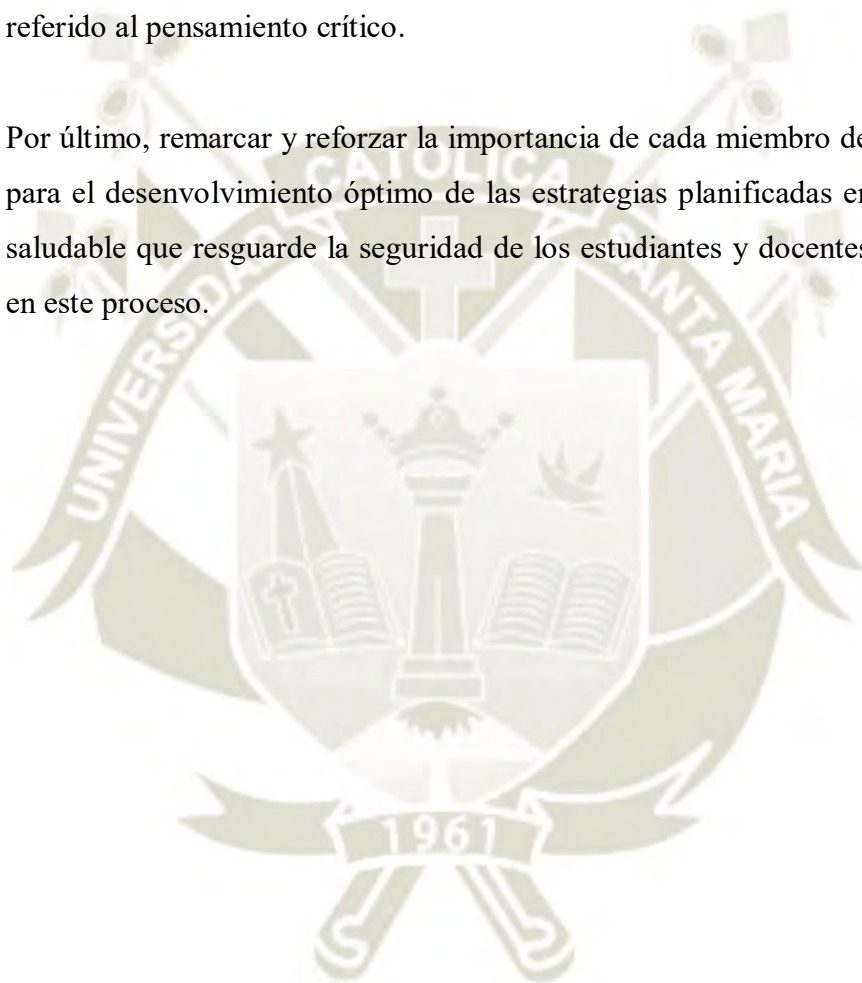 referido al pensamiento crítico.
Por último, remarcar y reforzar la importancia de cada miembro de
para el desenvolvimiento óptimo de las estrategias planificadas en
saludable que resguarde la seguridad de los estudiantes y docentes
en este proceso.
UNIVERSIDAD CATOLICA SANTA MARIA
1961